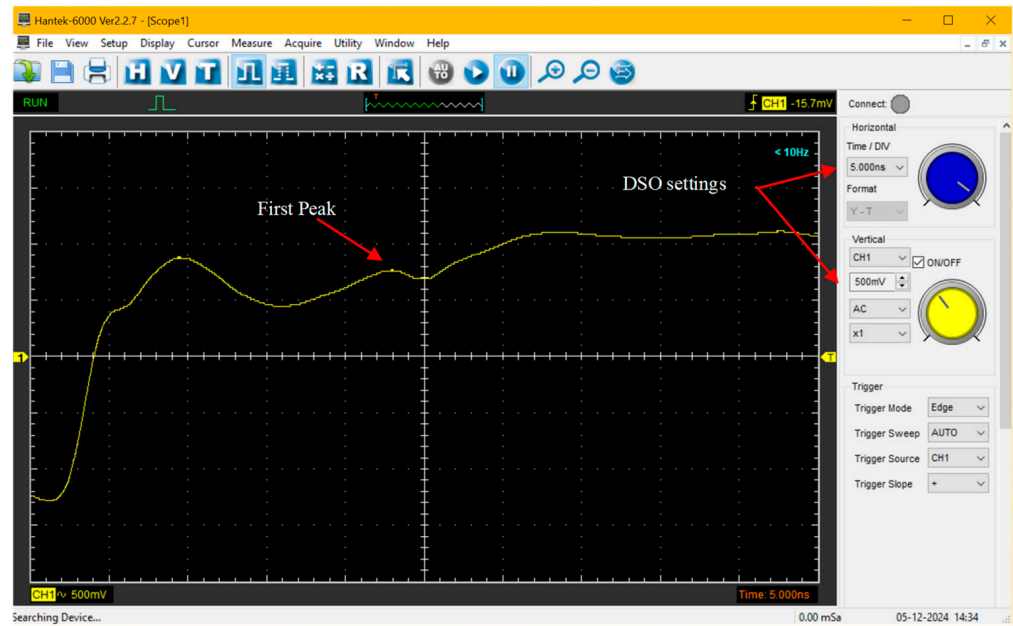 Hantek-6000 Ver2.2.7 - [Scope1]
File View Setup Display Cursor Measure Acquire Utility Window Help
H V T R AU TO
RUN T CH1 -15.7mV Connect:
Horizontal
< 10Hz
Time / DIV
5.000ns
DSO settings
Format
Y - T
First Peak
Vertical
CH1 ON/OFF
500mV
AC
x1
1 T
Trigger
Trigger Mode Edge
Trigger Sweep AUTO
Trigger Source CH1
Trigger Slope +
CH1 500mV Time: 5.000ns
Searching Device... 0.00 mSa 05-12-2024 14:34